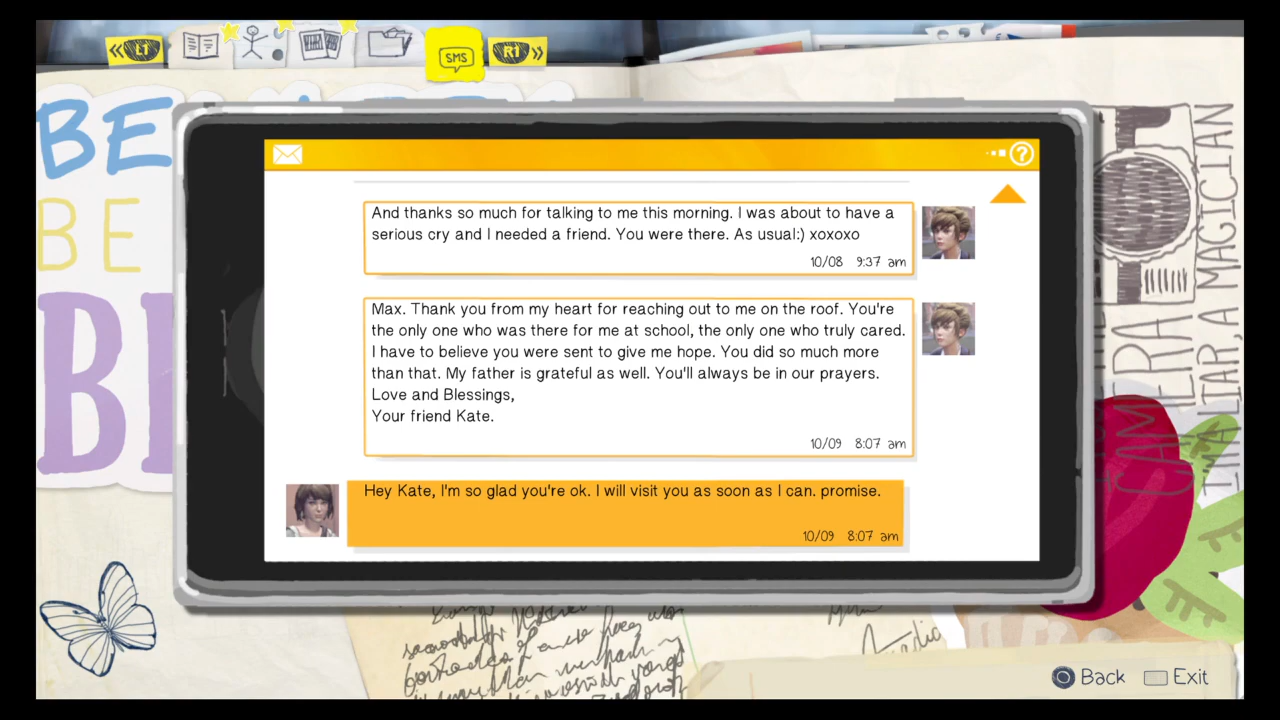 L1
SMS
R1
BE
BE
And thanks so much for talking to me this morning. I was about to have a
serious cry and I needed a friend. You were there. As usual:) xoxoxo
10/08 9:37 am
Max. Thank you from my heart for reaching out to me on the roof. You're
the only one who was there for me at school, the only one who truly cared.
I have to believe you were sent to give me hope. You did so much more
than that. My father is grateful as well. You'll always be in our prayers.
Love and Blessings,
Your friend Kate.
10/09 8:07 am
Hey Kate, I'm so glad you're ok. I will visit you as soon as I can. promise.
10/09 8:07 am
CAMERA
I'M A LIAR, A MAGICIAN
Back
Exit